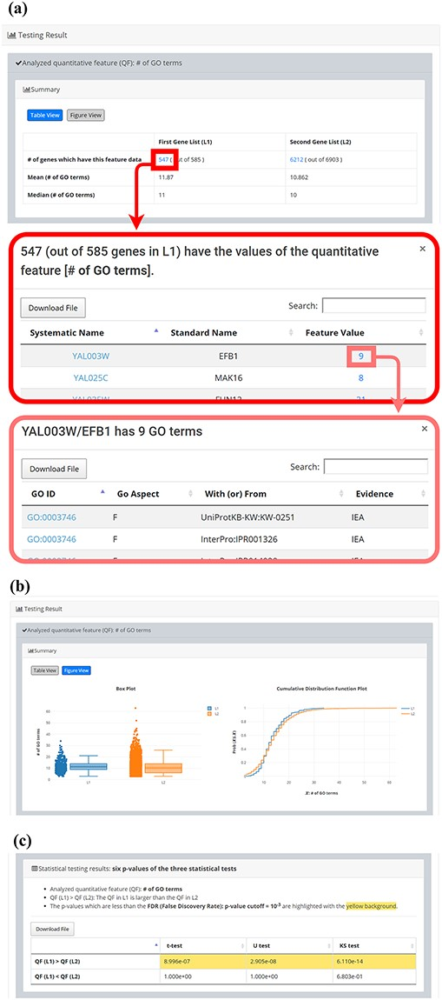 (a)
Testing Result
Analyzed quantitative feature (QF): # of GO terms
Summary
Table View Figure View
First Gene List (L1) Second Gene List (L2)
# of genes which have this feature data 547 ( out of 585 ) 6212 ( out of 6903 )
Mean (# of GO terms) 11.87 10.862
Median (# of GO terms) 11 10
547 (out of 585 genes in L1) have the values of the quantitative ×
feature [# of GO terms].
Download File Search:
Systematic Name Standard Name Feature Value
YAL003W EFB1 9
YAL025C MAK16 8
YAL003W/EFB1 has 9 GO terms ×
Download File Search:
GO ID Go Aspect With (or) From Evidence
GO:0003746 F UniProtKB-KW:KW-0251 IEA
GO:0003746 F InterPro:IPR001326 IEA
(b)
Testing Result
Analyzed quantitative feature (QF): # of GO terms
Summary
Table View Figure View
Box Plot Cumulative Distribution Function Plot
# of GO terms
60
50
40
30
20
10
0
L1 L2
L1
L2
Prob (X≤x)
1
0.8
0.6
0.4
0.2
0 10 20 30 40 50 60
X: # of GO terms
L1
L2
(c)
Statistical testing results: six p-values of the three statistical tests
• Analyzed quantitative feature (QF): # of GO terms
• QF (L1) > QF (L2): The QF in L1 is larger than the QF in L2
• The p-values which are less than the FDR (False Discovery Rate): p-value cutoff = 10⁻³ are highlighted with the yellow background.
Download File
t-test U test KS test
QF (L1) > QF (L2) 8.996e-07 2.905e-08 6.110e-14
QF (L1) < QF (L2) 1.000e+00 1.000e+00 6.803e-01